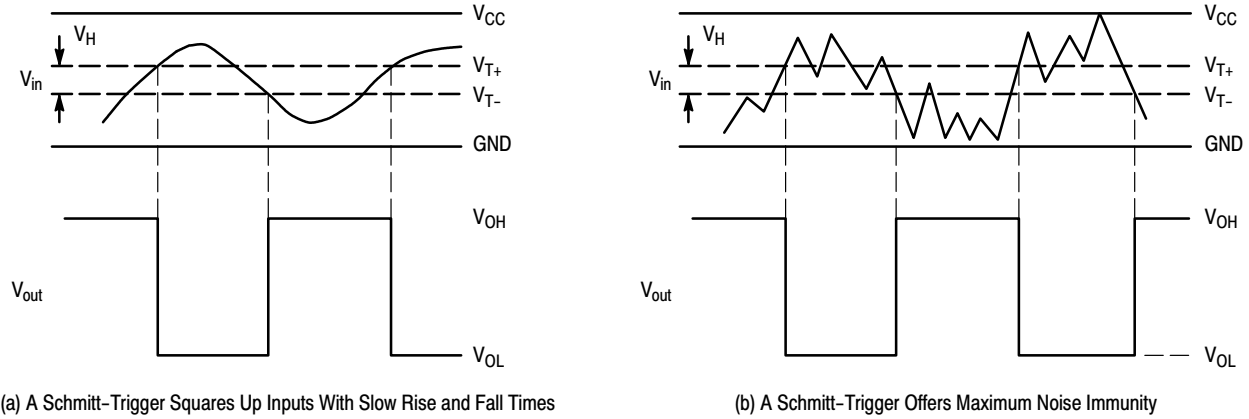 V_CC
V_H
V_in
V_T+
V_T−
GND
V_OH
V_out
V_OL
(a) A Schmitt−Trigger Squares Up Inputs With Slow Rise and Fall Times
V_CC
V_H
V_in
V_T+
V_T−
GND
V_OH
V_out
V_OL
(b) A Schmitt−Trigger Offers Maximum Noise Immunity